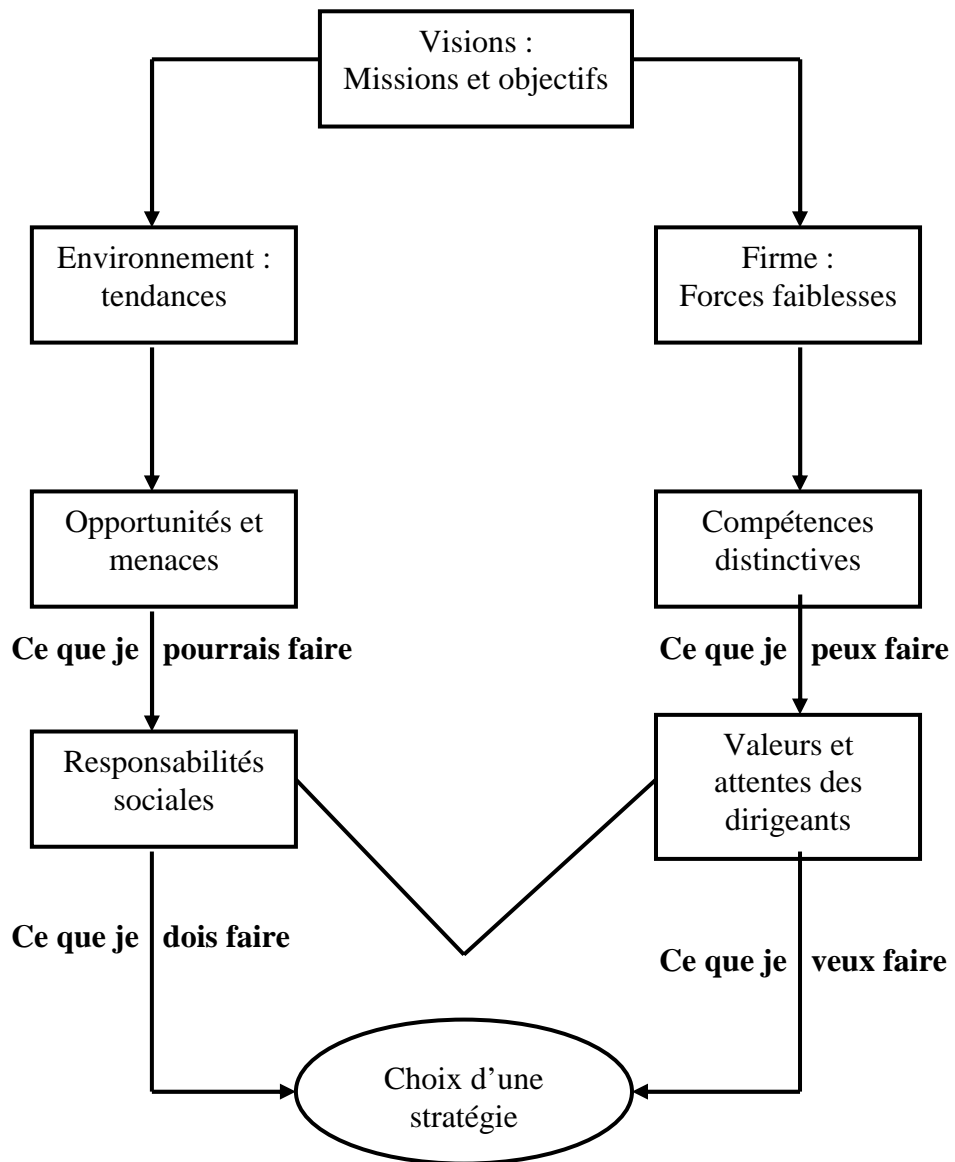 Visions :
Missions et objectifs
Environnement :
tendances
Firme :
Forces faiblesses
Opportunités et
menaces
Compétences
distinctives
Ce que je pourrais faire
Ce que je peux faire
Responsabilités
sociales
Valeurs et
attentes des
dirigeants
Ce que je dois faire
Ce que je veux faire
Choix d’une
stratégie